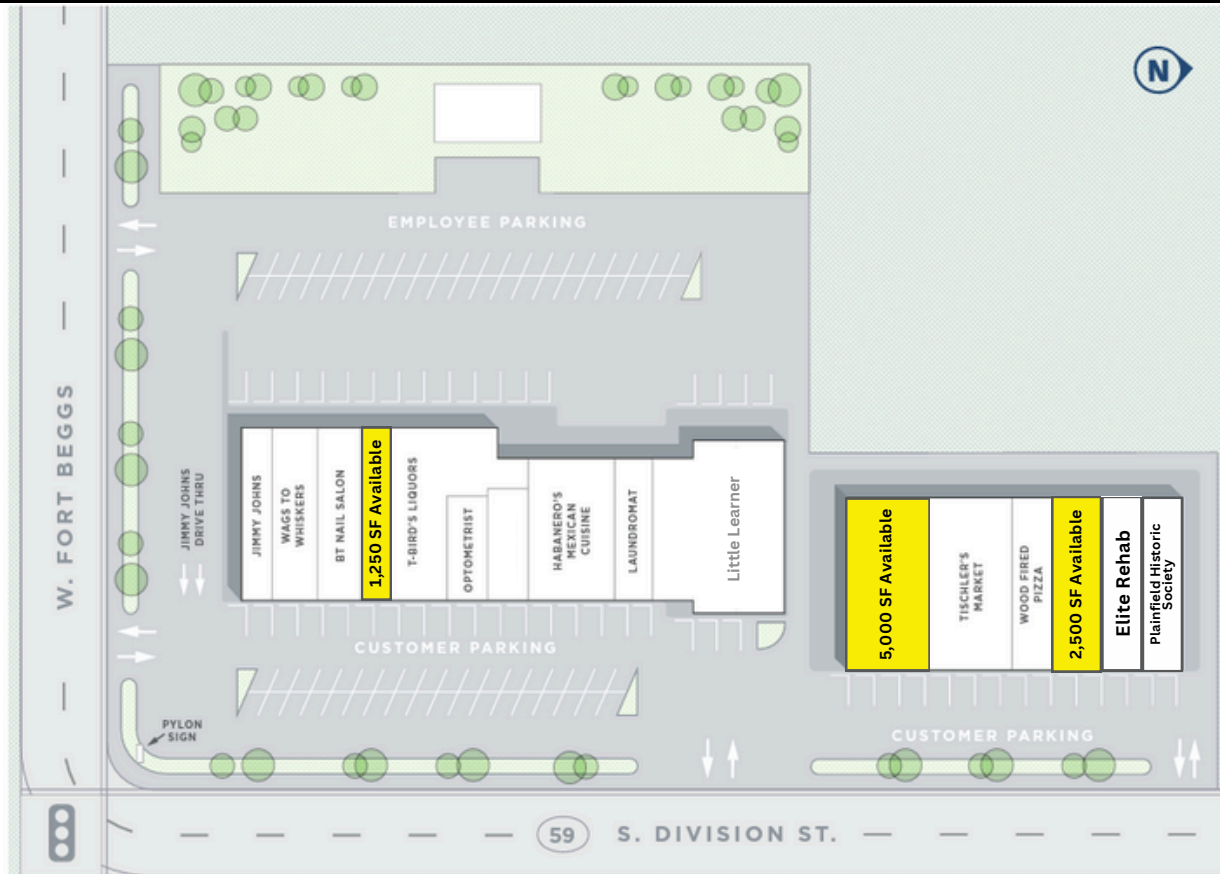 N
EMPLOYEE PARKING
W. FORT BEGGS
JIMMY JOHNS
DRIVE THRU
JIMMY JOHNS
WAGS TO
WHISKERS
BT NAIL SALON
1,250 SF Available
T-BIRD'S LIQUORS
OPTOMETRIST
HABANERO'S
MEXICAN
CUISINE
LAUNDROMAT
Little Learner
5,000 SF Available
TISCHLER'S
MARKET
WOOD FIRED
PIZZA
2,500 SF Available
Elite Rehab
Plainfield Historic
Society
CUSTOMER PARKING
PYLON
SIGN
CUSTOMER PARKING
59
S. DIVISION ST.